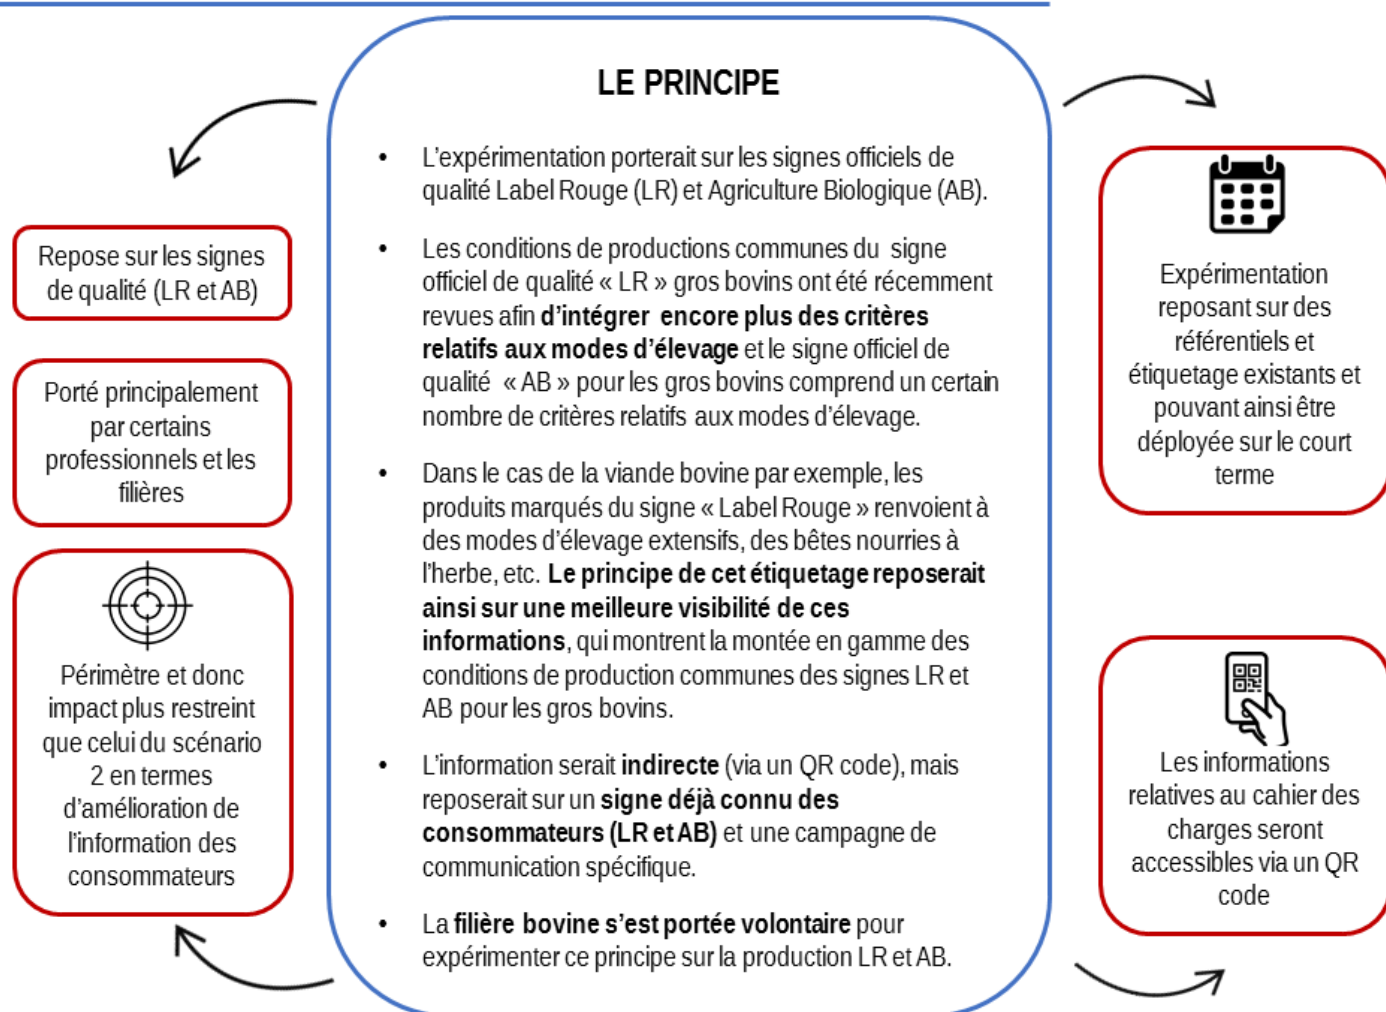 LE PRINCIPE
• L’expérimentation porterait sur les signes officiels de
qualité Label Rouge (LR) et Agriculture Biologique (AB).
• Les conditions de productions communes du signe
officiel de qualité « LR » gros bovins ont été récemment
revues afin d’intégrer encore plus des critères
relatifs aux modes d’élevage et le signe officiel de
qualité « AB » pour les gros bovins comprend un certain
nombre de critères relatifs aux modes d’élevage.
• Dans le cas de la viande bovine par exemple, les
produits marqués du signe « Label Rouge » renvoient à
des modes d’élevage extensifs, des bêtes nourries à
l’herbe, etc. Le principe de cet étiquetage reposerait
ainsi sur une meilleure visibilité de ces
informations, qui montrent la montée en gamme des
conditions de production communes des signes LR et
AB pour les gros bovins.
• L’information serait indirecte (via un QR code), mais
reposerait sur un signe déjà connu des
consommateurs (LR et AB) et une campagne de
communication spécifique.
• La filière bovine s’est portée volontaire pour
expérimenter ce principe sur la production LR et AB.
Repose sur les signes
de qualité (LR et AB)
Porté principalement
par certains
professionnels et les
filières
Périmètre et donc
impact plus restreint
que celui du scénario
2 en termes
d’amélioration de
l’information des
consommateurs
Expérimentation
reposant sur des
référentiels et
étiquetage existants et
pouvant ainsi être
déployée sur le court
terme
Les informations
relatives au cahier des
charges seront
accessibles via un QR
code